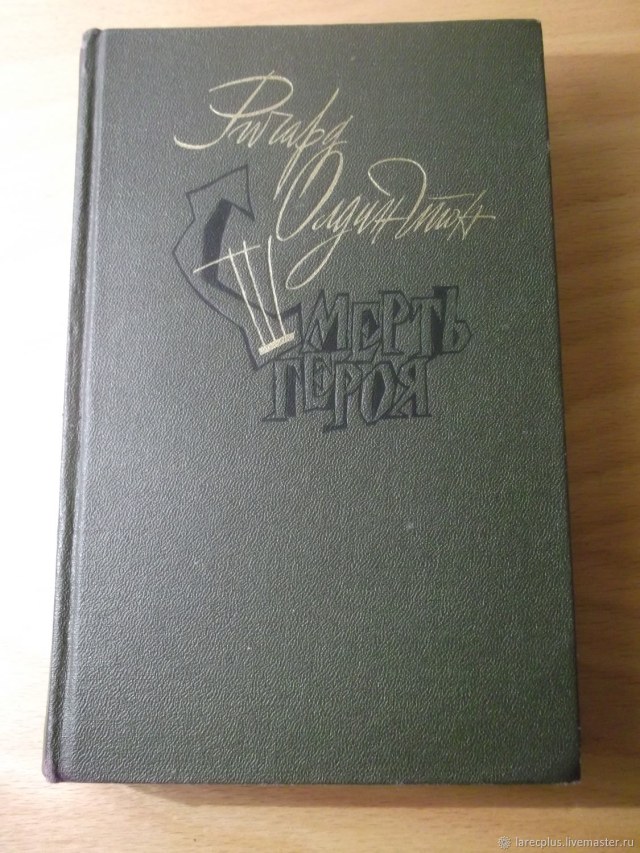 Ричард
Олдингтон
СМЕРТЬ
ГЕРОЯ
© larecplus.livemaster.ru